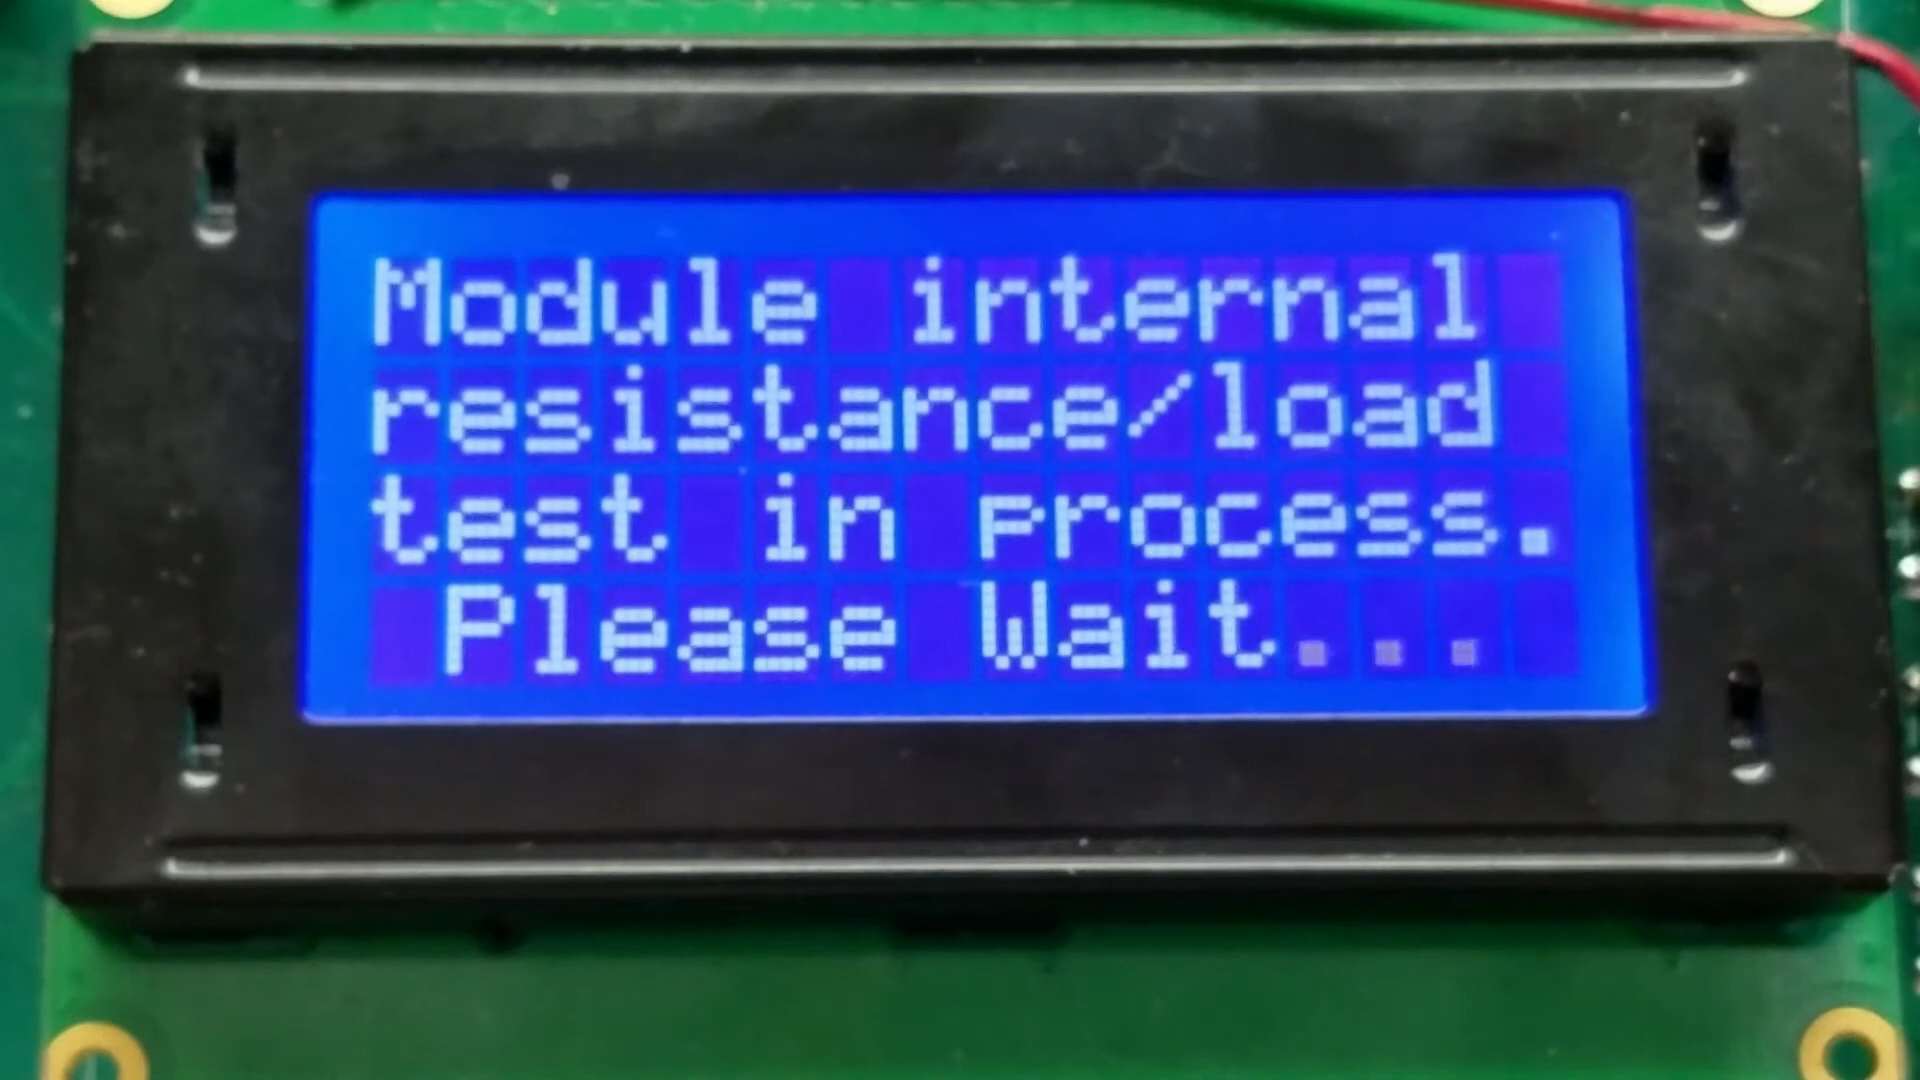 Module internal
resistance/load
test in process.
Please Wait...